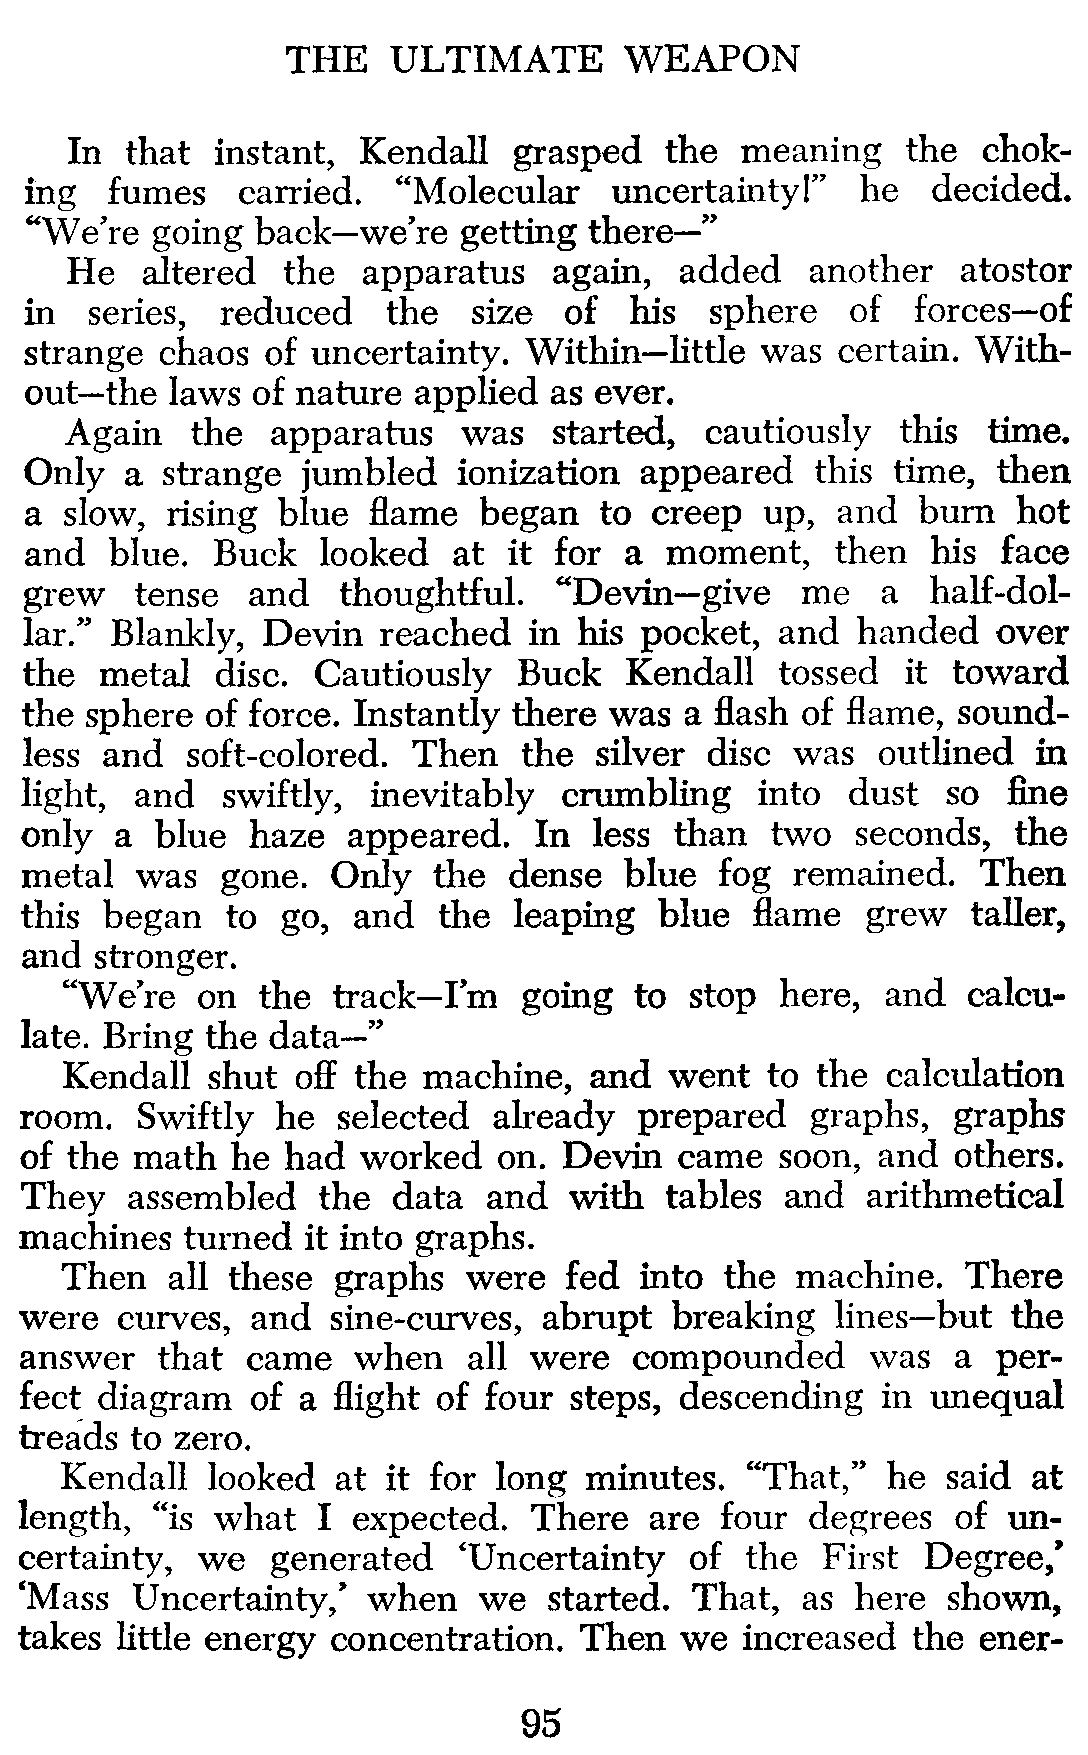 THE ULTIMATE WEAPON
In that instant, Kendall grasped the meaning the chok-
ing fumes carried. “Molecular uncertainty!” he decided.
“We’re going back—we’re getting there—”
He altered the apparatus again, added another atostor
in series, reduced the size of his sphere of forces—of
strange chaos of uncertainty. Within—little was certain. With-
out—the laws of nature applied as ever.
Again the apparatus was started, cautiously this time.
Only a strange jumbled ionization appeared this time, then
a slow, rising blue flame began to creep up, and burn hot
and blue. Buck looked at it for a moment, then his face
grew tense and thoughtful. “Devin—give me a half-dol-
lar.” Blankly, Devin reached in his pocket, and handed over
the metal disc. Cautiously Buck Kendall tossed it toward
the sphere of force. Instantly there was a flash of flame, sound-
less and soft-colored. Then the silver disc was outlined in
light, and swiftly, inevitably crumbling into dust so fine
only a blue haze appeared. In less than two seconds, the
metal was gone. Only the dense blue fog remained. Then
this began to go, and the leaping blue flame grew taller,
and stronger.
“We’re on the track—I’m going to stop here, and calcu-
late. Bring the data—”
Kendall shut off the machine, and went to the calculation
room. Swiftly he selected already prepared graphs, graphs
of the math he had worked on. Devin came soon, and others.
They assembled the data and with tables and arithmetical
machines turned it into graphs.
Then all these graphs were fed into the machine. There
were curves, and sine-curves, abrupt breaking lines—but the
answer that came when all were compounded was a per-
fect diagram of a flight of four steps, descending in unequal
treads to zero.
Kendall looked at it for long minutes. “That,” he said at
length, “is what I expected. There are four degrees of un-
certainty, we generated ‘Uncertainty of the First Degree,’
‘Mass Uncertainty,’ when we started. That, as here shown,
takes little energy concentration. Then we increased the ener-
95